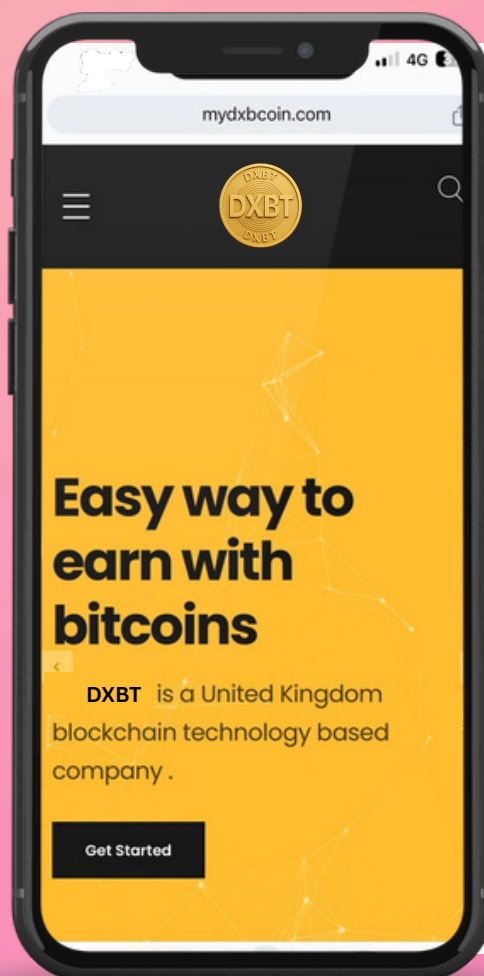 4G
mydxbcoin.com
DXBT
DXBT
DXBT
Easy way to
earn with
bitcoins
DXBT is a United Kingdom
blockchain technology based
company .
Get Started